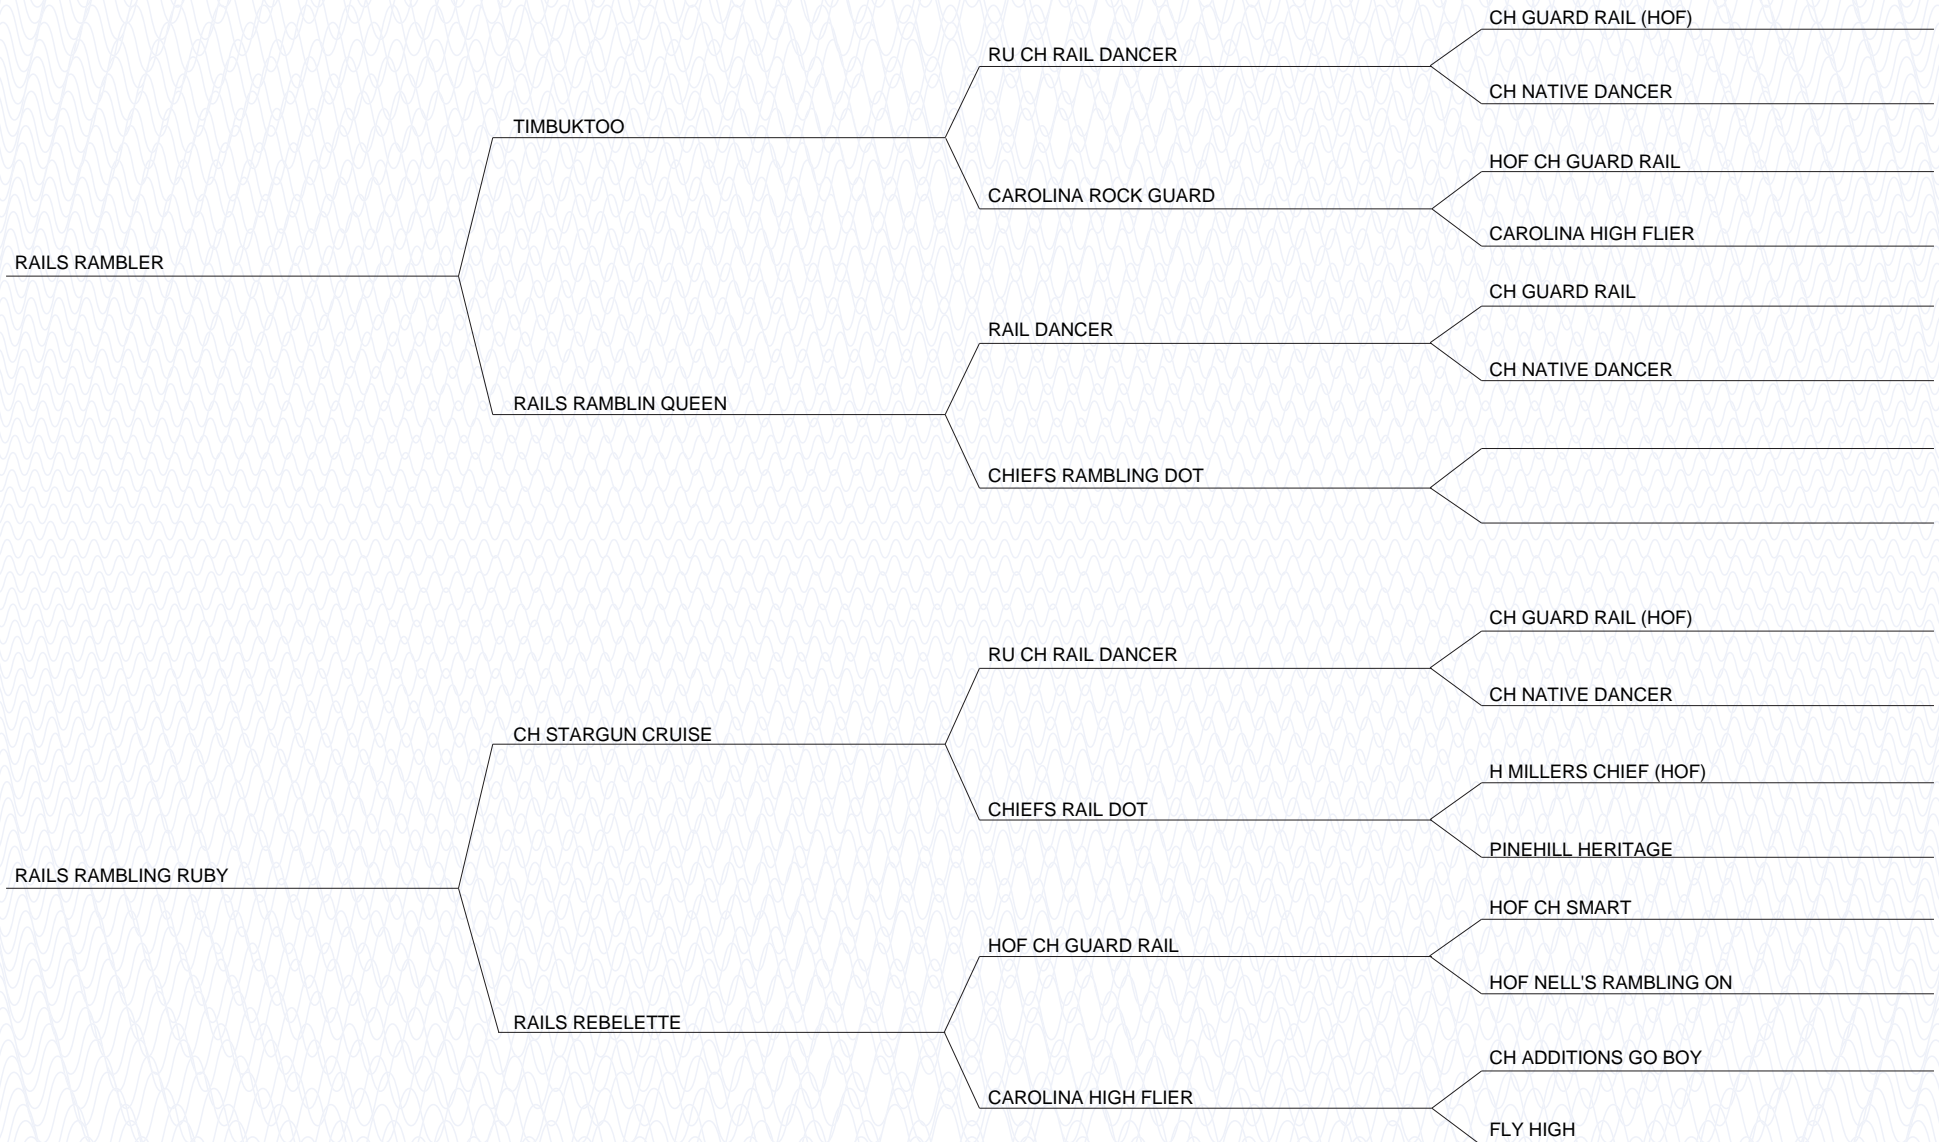 CH GUARD RAIL (HOF)
RU CH RAIL DANCER
CH NATIVE DANCER
TIMBUKTOO
HOF CH GUARD RAIL
CAROLINA ROCK GUARD
CAROLINA HIGH FLIER
RAILS RAMBLER
CH GUARD RAIL
RAIL DANCER
CH NATIVE DANCER
RAILS RAMBLIN QUEEN
CHIEFS RAMBLING DOT
CH GUARD RAIL (HOF)
RU CH RAIL DANCER
CH NATIVE DANCER
CH STARGUN CRUISE
H MILLERS CHIEF (HOF)
CHIEFS RAIL DOT
PINEHILL HERITAGE
RAILS RAMBLING RUBY
HOF CH SMART
HOF CH GUARD RAIL
HOF NELL'S RAMBLING ON
RAILS REBELETTE
CH ADDITIONS GO BOY
CAROLINA HIGH FLIER
FLY HIGH